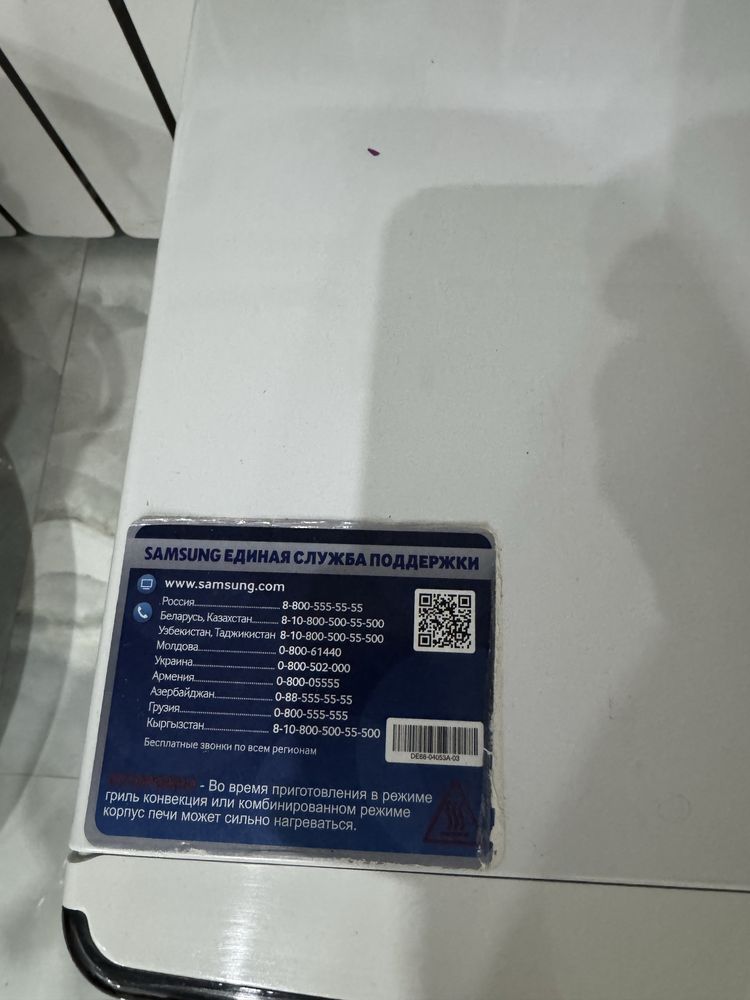 SAMSUNG ЕДИНАЯ СЛУЖБА ПОДДЕРЖКИ
www.samsung.com
Россия.......................... 8-800-555-55-55
Беларусь, Казахстан......... 8-10-800-500-55-500
Узбекистан, Таджикистан 8-10-800-500-55-500
Молдова........................ 0-800-61440
Украина......................... 0-800-502-000
Армения........................ 0-800-05555
Азербайджан................. 0-88-555-55-55
Грузия........................... 0-800-555-555
Кыргызстан.................... 8-10-800-500-55-500
Бесплатные звонки по всем регионам
DE68-04053A-03
- Во время приготовления в режиме
гриль конвекция или комбинированном режиме
корпус печи может сильно нагреваться.